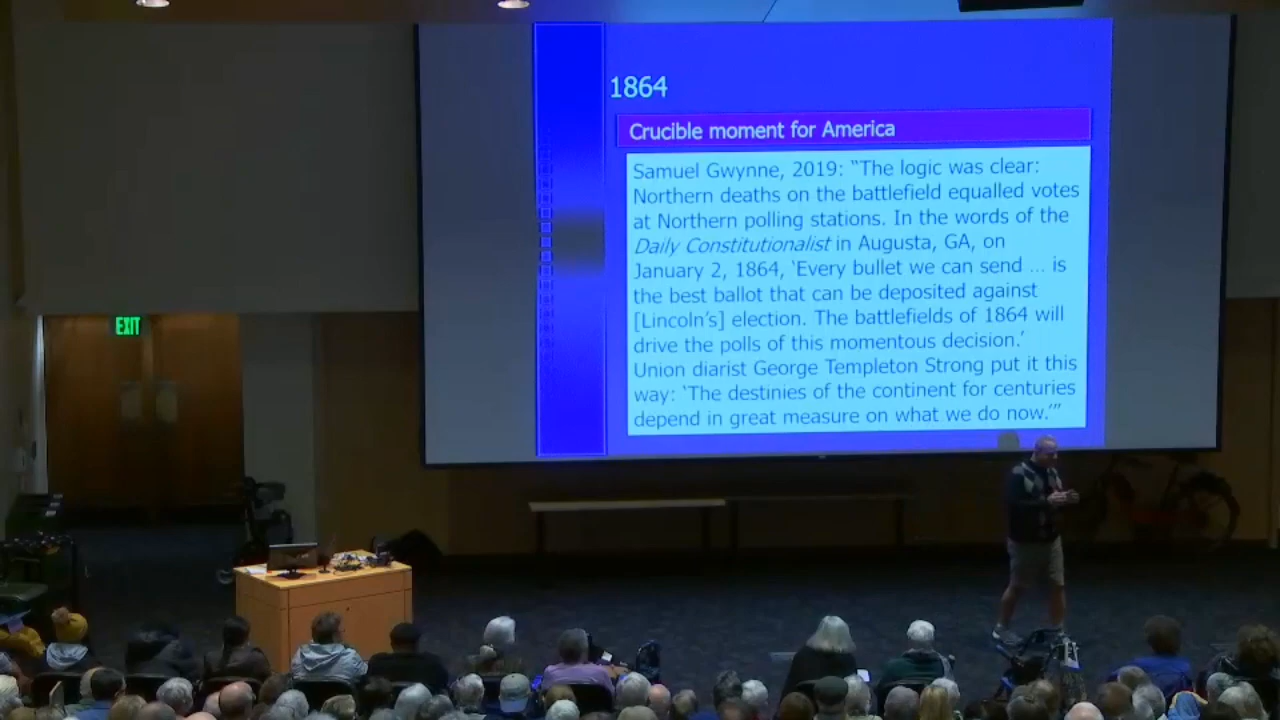 1864
Crucible moment for America
Samuel Gwynne, 2019: “The logic was clear:
Northern deaths on the battlefield equalled votes
at Northern polling stations. In the words of the
Daily Constitutionalist in Augusta, GA, on
January 2, 1864, ‘Every bullet we can send … is
the best ballot that can be deposited against
[Lincoln’s] election. The battlefields of 1864 will
drive the polls of this momentous decision.’
Union diarist George Templeton Strong put it this
way: ‘The destinies of the continent for centuries
depend in great measure on what we do now.’”
EXIT